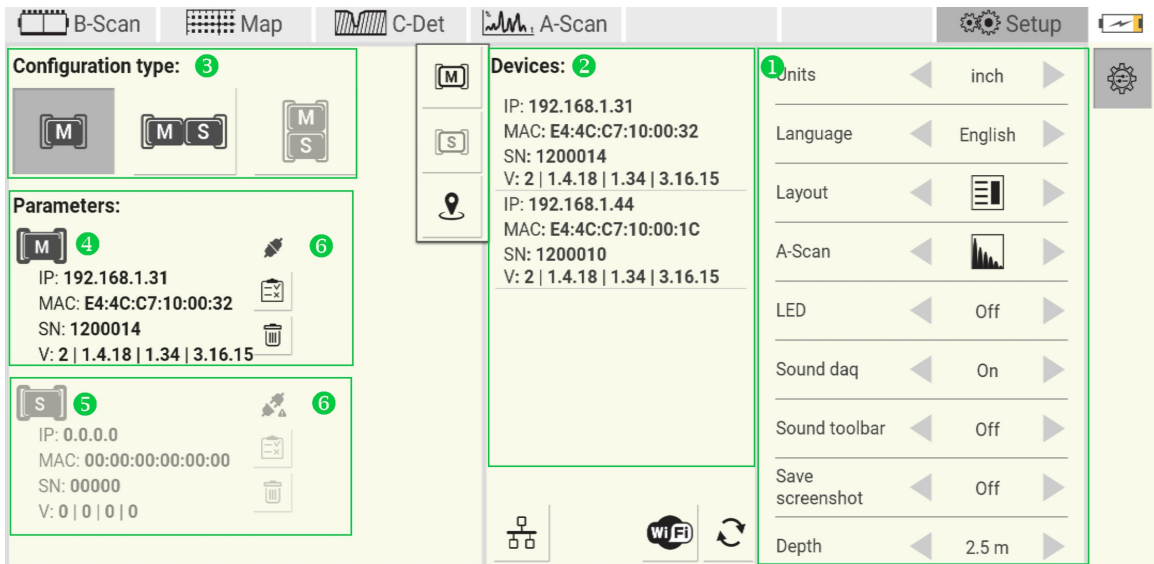 B-Scan
Map
C-Det
A-Scan
Setup
Configuration type: 3
M
M S
M
S
Parameters:
M 4 6
IP: 192.168.1.31
MAC: E4:4C:C7:10:00:32
SN: 1200014
V: 2 | 1.4.18 | 1.34 | 3.16.15
S 5 6
IP: 0.0.0.0
MAC: 00:00:00:00:00:00
SN: 00000
V: 0 | 0 | 0 | 0
M
S
Devices: 2
IP: 192.168.1.31
MAC: E4:4C:C7:10:00:32
SN: 1200014
V: 2 | 1.4.18 | 1.34 | 3.16.15
IP: 192.168.1.44
MAC: E4:4C:C7:10:00:1C
SN: 1200010
V: 2 | 1.4.18 | 1.34 | 3.16.15
WiFi
1
Units inch
Language English
Layout
A-Scan
LED Off
Sound daq On
Sound toolbar Off
Save
screenshot Off
Depth 2.5 m